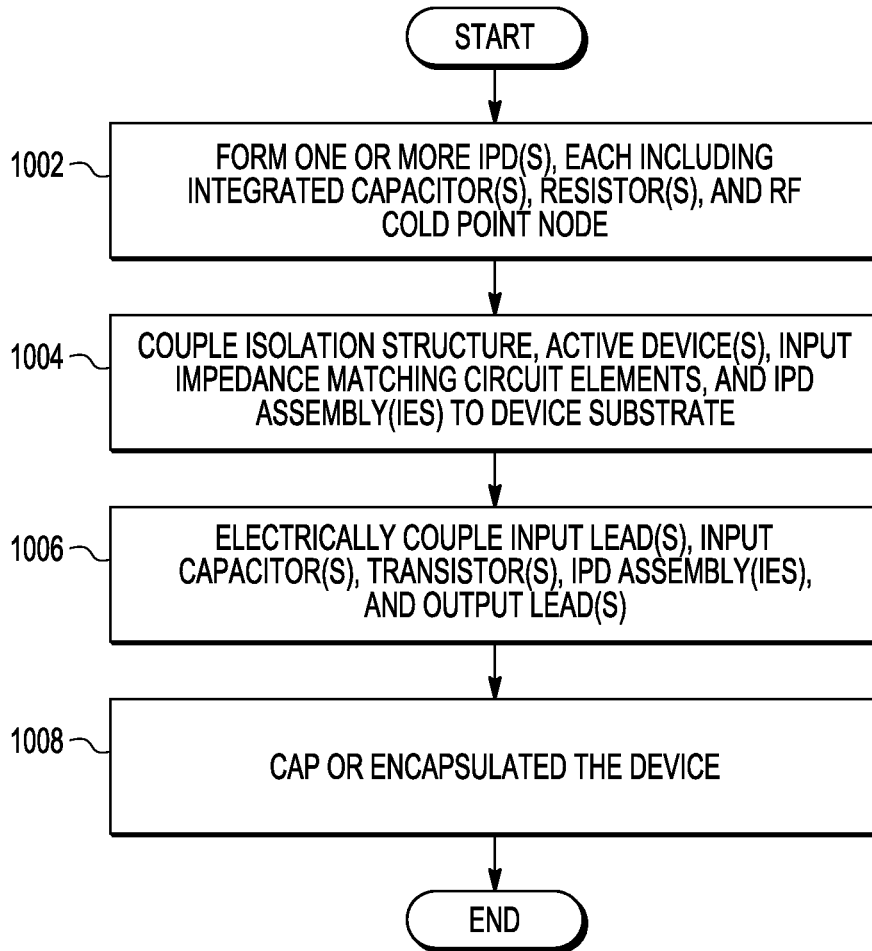 START
1002
FORM ONE OR MORE IPD(S), EACH INCLUDING
INTEGRATED CAPACITOR(S), RESISTOR(S), AND RF
COLD POINT NODE
1004
COUPLE ISOLATION STRUCTURE, ACTIVE DEVICE(S), INPUT
IMPEDANCE MATCHING CIRCUIT ELEMENTS, AND IPD
ASSEMBLY(IES) TO DEVICE SUBSTRATE
1006
ELECTRICALLY COUPLE INPUT LEAD(S), INPUT
CAPACITOR(S), TRANSISTOR(S), IPD ASSEMBLY(IES),
AND OUTPUT LEAD(S)
1008
CAP OR ENCAPSULATED THE DEVICE
END